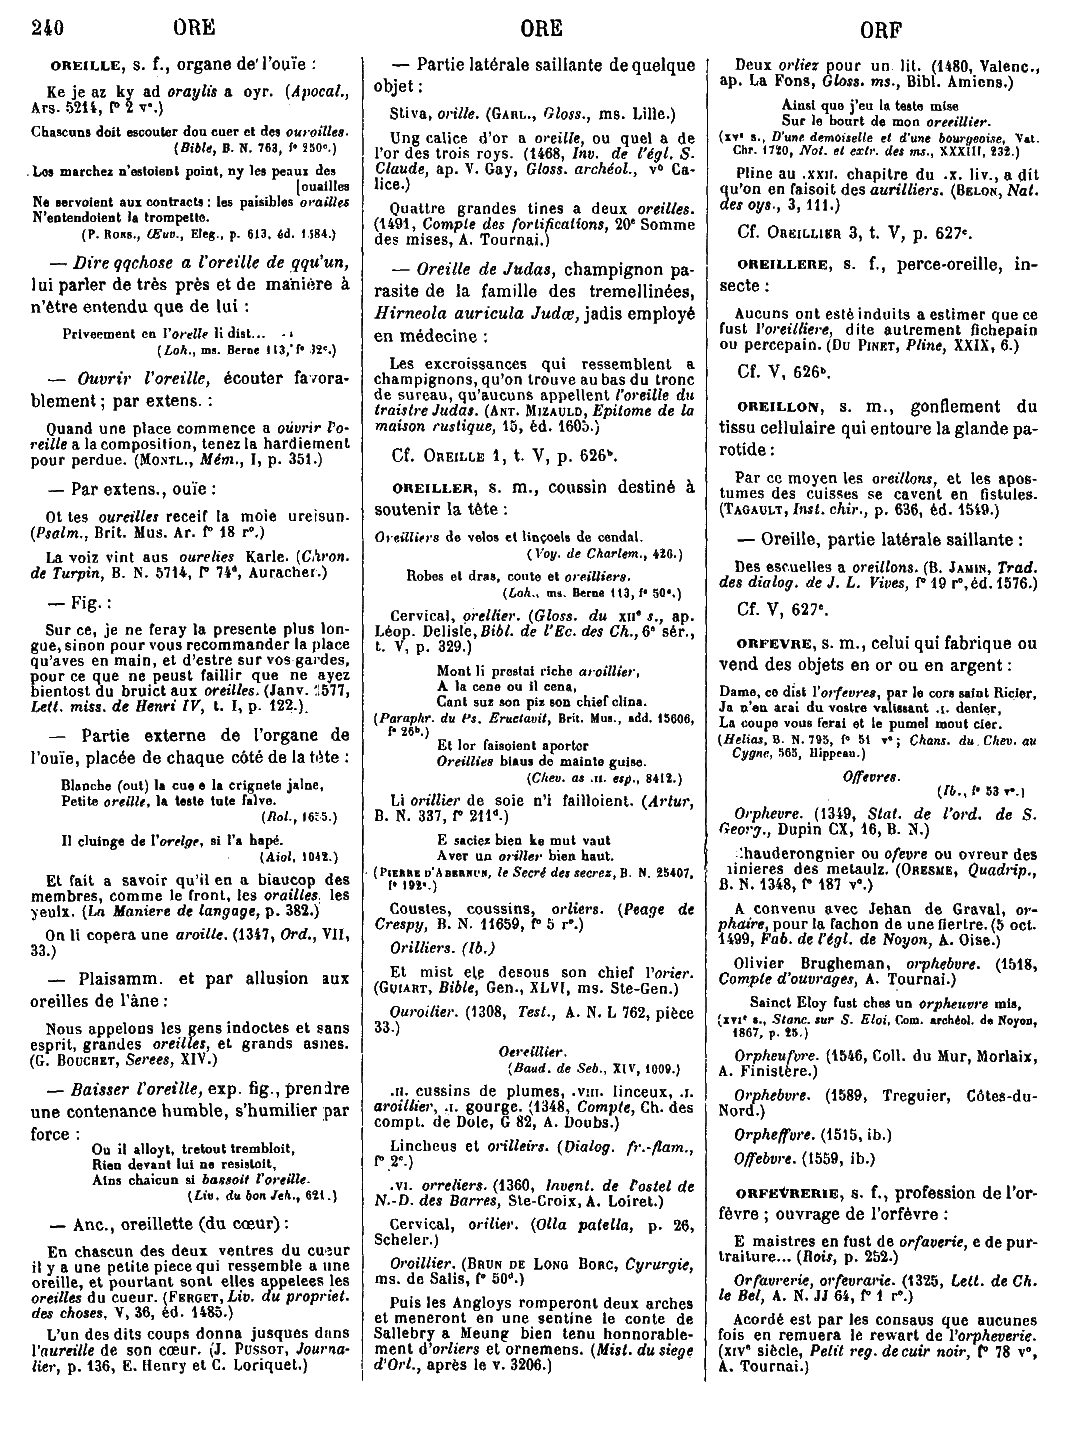 240 ORE ORE ORF
OREILLE, s. f., organe de l'ouïe :
Ke je az ky ad oraylis a oyr. (Apocal.,
Ars. 5214, f° 2 v°.)
Chascuns doit escouter dou cuer et des ouroilles.
(Bible, B. N. 763, f° 250c.)
Los marchez n'estoient point, ny les peaux des
[ouailles
Ne servoient aux contracts : les paisibles orailles
N'entendoient la trompette.
(P. RONS., Œuv., Eleg., p. 613, éd. 1584.)
— Dire qqchose a l'oreille de qqu'un,
lui parler de très près et de manière à
n'être entendu que de lui :
Priveement en l'orelle li dist...
(Loh., ms. Berne 113, f° 32c.)
— Ouvrir l'oreille, écouter favora-
blement ; par extens. :
Quand une place commence a ouvrir l'o-
reille a la composition, tenez la hardiement
pour perdue. (MONTL., Mém., I, p. 351.)
— Par extens., ouïe :
Ot tes oureilles receif la moie ureisun.
(Psalm., Brit. Mus. Ar. f° 18 r°.)
La voiz vint aus ourelies Karle. (Chron.
de Turpin, B. N. 5714, f° 74d, Auracher.)
— Fig. :
Sur ce, je ne feray la presente plus lon-
gue, sinon pour vous recommander la place
qu'aves en main, et d'estre sur vos gardes,
pour ce que ne peust faillir que ne ayez
bientost du bruict aux oreilles. (Janv. 1577,
Lett. miss. de Henri IV, t. I, p. 122.)
— Partie externe de l'organe de
l'ouïe, placée de chaque côté de la tête :
Blanche (out) la cue e la crignete jalne,
Petite oreille, la teste tute falve.
(Rol., 1655.)
Il cluinge de l'orelge, si l'a hapé.
(Aiol, 1042.)
Et fait a savoir qu'il en a biaucop des
membres, comme le front, les orailles, les
yeulx. (La Maniere de langage, p. 382.)
On li copera une aroille. (1347, Ord., VII,
33.)
— Plaisamm. et par allusion aux
oreilles de l'âne :
Nous appelons les gens indoctes et sans
esprit, grandes oreilles, et grands asnes.
(G. BOUCHET, Serees, XIV.)
— Baisser l'oreille, exp. fig., prendre
une contenance humble, s'humilier par
force :
Ou il alloyt, tretout trembloit,
Rien devant lui ne resistoit,
Ains chaicun si bassoit l'oreille.
(Liv. du bon Jeh., 621.)
— Anc., oreillette (du cœur) :
En chascun des deux ventres du cueur
il y a une petite piece qui ressemble a une
oreille, et pourtant sont elles appelees les
oreilles du cueur. (FERGET, Liv. du propriet.
des choses, V, 36, éd. 1485.)
L'un des dits coups donna jusques dans
l'aureille de son cœur. (J. PUSSOT, Journa-
lier, p. 136, E. Henry et C. Loriquet.)
— Partie latérale saillante de quelque
objet :
Stiva, orille. (GARL., Gloss., ms. Lille.)
Ung calice d'or a oreille, ou quel a de
l'or des trois roys. (1468, Inv. de l'égl. S.
Claude, ap. V. Gay, Gloss. archéol., v° Ca-
lice.)
Quattre grandes tines a deux oreilles.
(1491, Compte des fortifications, 20e Somme
des mises, A. Tournai.)
— Oreille de Judas, champignon pa-
rasite de la famille des tremellinées,
Hirneola auricula Judæ, jadis employé
en médecine :
Les excroissances qui ressemblent a
champignons, qu'on trouve au bas du tronc
de sureau, qu'aucuns appellent l'oreille du
traistre Judas. (ANT. MIZAULD, Epitome de la
maison rustique, 15, éd. 1605.)
Cf. OREILLE 1, t. V, p. 626b.
OREILLER, s. m., coussin destiné à
soutenir la tête :
Oreilliers de velos et linçoels de cendal.
(Voy. de Charlem., 426.)
Robes et dras, coute et oreilliers.
(Loh., ms. Berne 113, f° 50a.)
Cervical, orellier. (Gloss. du XIIe s., ap.
Léop. Delisle, Bibl. de l'Ec. des Ch., 6e sér.,
t. V, p. 329.)
Mont li prestai riche aroillier,
A la cene ou il cena,
Cant suz son piz son chief clina.
(Paraphr. du Ps. Eructavit, Brit. Mus., add. 15606,
f° 26b.)
Et lor faisoient aporter
Oreillies biaus de mainte guise.
(Chev. as .II. esp., 8412.)
Li orillier de soie n'i failloient. (Artur,
B. N. 337, f° 211d.)
E saciez bien ke mut vaut
Aver un oriller bien haut.
(PIERRE D'ABERNUN, le Secré des secrez, B. N. 25407,
f° 192a.)
Coustes, coussins, orliers. (Peage de
Crespy, B. N. 11659, f° 5 r°.)
Orilliers. (Ib.)
Et mist ele desous son chief l'orier.
(GUIART, Bible, Gen., XLVI, ms. Ste-Gen.)
Ouroilier. (1308, Test., A. N. L 762, pièce
33.)
Oereillier.
(Baud. de Seb., XIV, 1009.)
.II. cussins de plumes, .VIII. linceux, .I.
aroillier, .I. gourge. (1348, Compte, Ch. des
compt. de Dole, G 82, A. Doubs.)
Lincheus et orilleirs. (Dialog. fr.-flam.,
f° 2c.)
.VI. orreliers. (1360, Invent. de l'ostel de
N.-D. des Barres, Ste-Croix, A. Loiret.)
Cervical, orilier. (Olla patella, p. 26,
Scheler.)
Oroillier. (BRUN DE LONG BORC, Cyrurgie,
ms. de Salis, f° 50d.)
Puis les Angloys romperont deux arches
et meneront en une sentine le conte de
Sallebry a Meung bien tenu honnorable-
ment d'orliers et ornemens. (Mist. du siege
d'Orl., après le v. 3206.)
Deux orliez pour un lit. (1480, Valenc.,
ap. La Fons, Gloss. ms., Bibl. Amiens.)
Ainsi que j'eu la teste mise
Sur le bourt de mon oreeillier.
(XVe s., D'une demoiselle et d'une bourgeoise, Vat.
Chr. 1720, Not. et extr. des ms., XXXIII, 232.)
Pline au .XXII. chapitre du .X. liv., a dit
qu'on en faisoit des aurilliers. (BELON, Nat.
des oys., 3, 111.)
Cf. OREILLIER 3, t. V, p. 627c.
OREILLERE, s. f., perce-oreille, in-
secte :
Aucuns ont esté induits a estimer que ce
fust l'oreilliere, dite autrement fichepain
ou percepain. (DU PINET, Pline, XXIX, 6.)
Cf. V, 626b.
OREILLON, s. m., gonflement du
tissu cellulaire qui entoure la glande pa-
rotide :
Par ce moyen les oreillons, et les apos-
tumes des cuisses se cavent en fistules.
(TAGAULT, Inst. chir., p. 636, éd. 1549.)
— Oreille, partie latérale saillante :
Des escuelles a oreillons. (B. JAMIN, Trad.
des dialog. de J. L. Vives, f° 19 r°, éd. 1576.)
Cf. V, 627c.
ORFEVRE, s. m., celui qui fabrique ou
vend des objets en or ou en argent :
Dame, ce dist l'orfevres, par le cors saint Ricier,
Ja n'en arai du vostre valissant .I. denier,
La coupe vous ferai et le pumel mout cier.
(Helias, B. N. 795, f° 51 v°; Chans. du Chev. au
Cygne, 565, Hippeau.)
Offevres.
(Ib., f° 53 r°.)
Orphevre. (1349, Stat. de l'ord. de S.
Georg., Dupin CX, 16, B. N.)
Chauderongnier ou ofevre ou ovreur des
minieres des metaulz. (ORESME, Quadrip.,
B. N. 1348, f° 187 v°.)
A convenu avec Jehan de Graval, or-
phaire, pour la fachon de une fiertre. (5 oct.
1499, Fab. de l'égl. de Noyon, A. Oise.)
Olivier Brugheman, orphebvre. (1518,
Compte d'ouvrages, A. Tournai.)
Sainct Eloy fust ches un orpheuvre mis,
(XVIe s., Stanc. sur S. Eloi, Com. archéol. de Noyon,
1867, p. 25.)
Orpheufvre. (1546, Coll. du Mur, Morlaix,
A. Finistère.)
Orphebvre. (1589, Treguier, Côtes-du-
Nord.)
Orpheffvre. (1515, ib.)
Offebvre. (1559, ib.)
ORFEVRERIE, s. f., profession de l'or-
fèvre ; ouvrage de l'orfèvre :
E maistres en fust de orfaverie, e de pur-
traiture... (Rois, p. 252.)
Orfavrerie, orfevrarie. (1325, Lett. de Ch.
le Bel, A. N. JJ 64, f° 1 r°.)
Acordé est par les consaus que aucunes
fois en remuera le rewart de l'orpheverie.
(XIVe siècle, Petit reg. de cuir noir, f° 78 v°,
A. Tournai.)